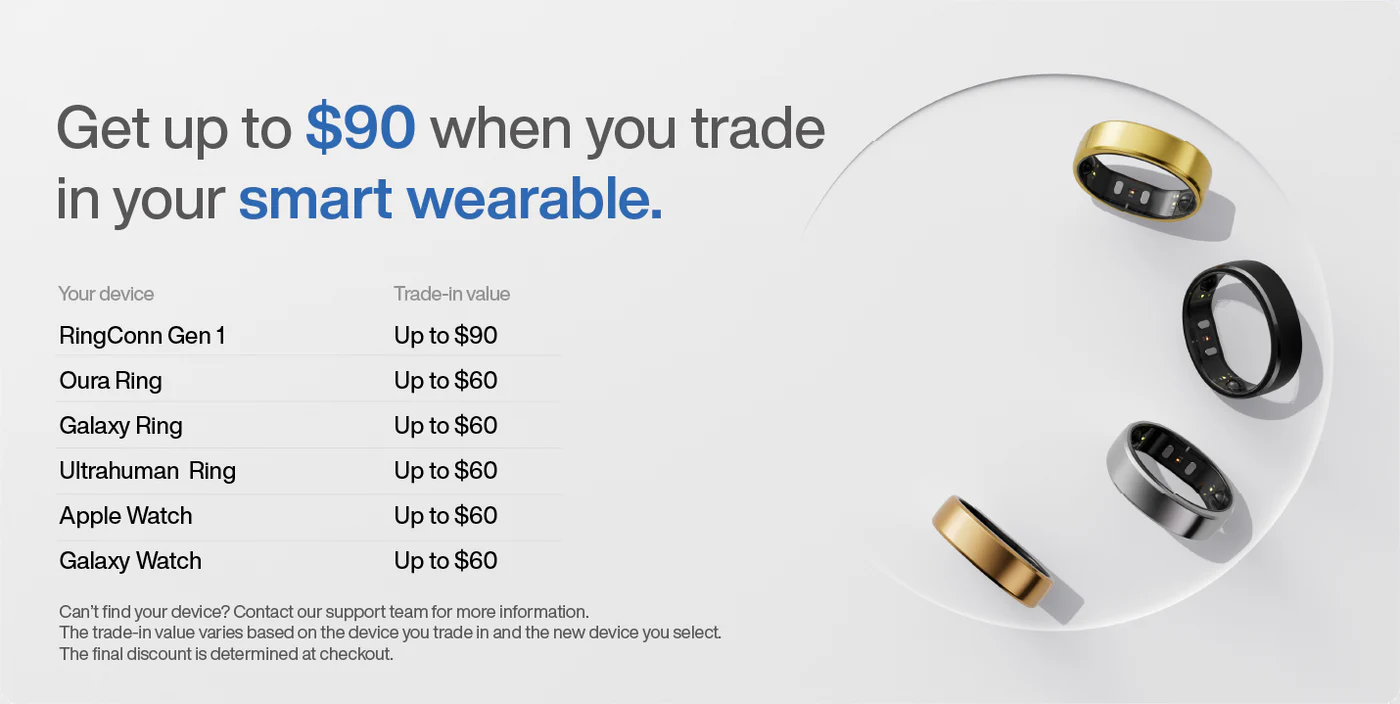 Get up to $90 when you trade
in your smart wearable.
Your device Trade-in value
RingConn Gen 1 Up to $90
Oura Ring Up to $60
Galaxy Ring Up to $60
Ultrahuman  Ring Up to $60
Apple Watch Up to $60
Galaxy Watch Up to $60
Can't find your device? Contact our support team for more information.
The trade-in value varies based on the device you trade in and the new device you select.
The final discount is determined at checkout.